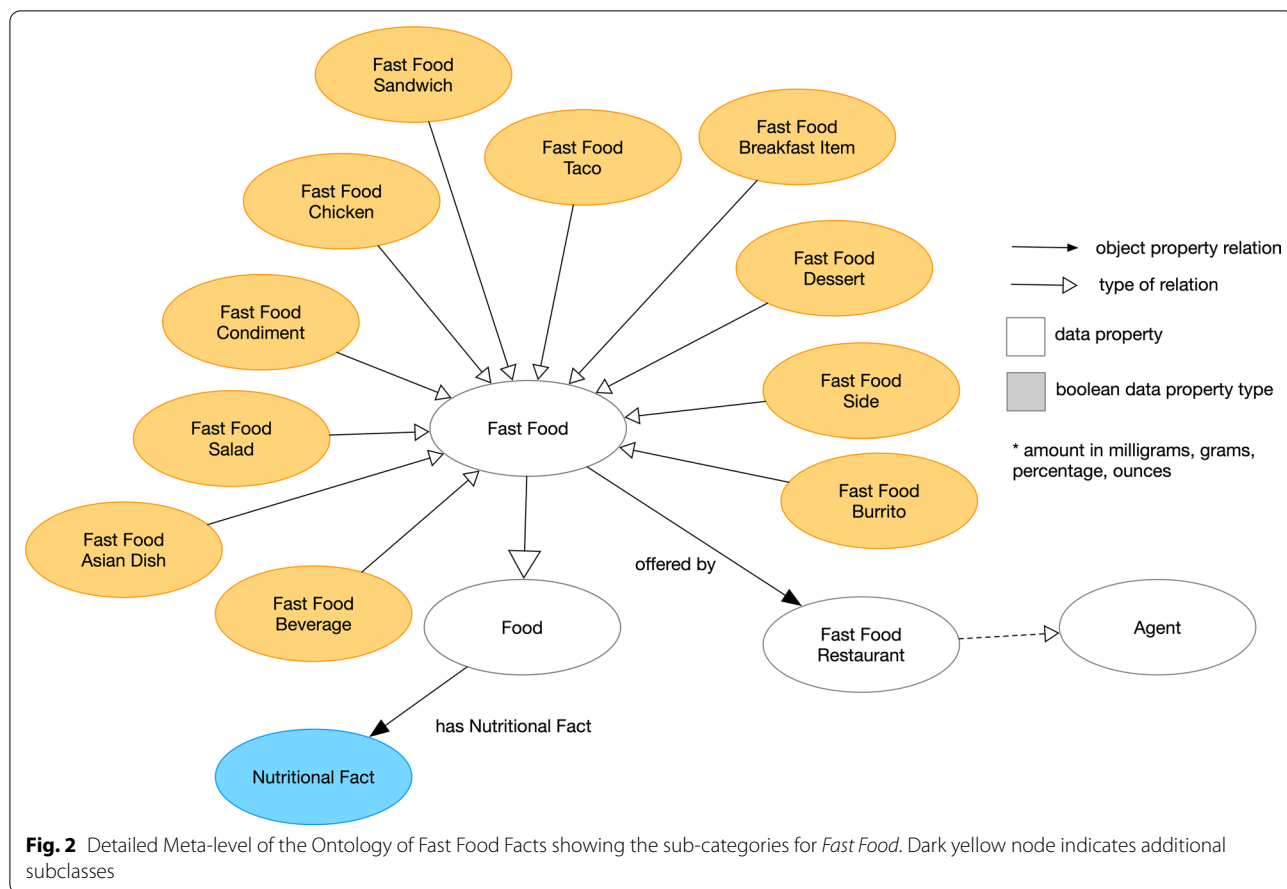 Fast Food
Sandwich
Fast Food
Taco
Fast Food
Breakfast Item
Fast Food
Chicken
Fast Food
Dessert
object property relation
type of relation
data property
boolean data property type
* amount in milligrams, grams,
percentage, ounces
Fast Food
Condiment
Fast Food
Side
Fast Food
Salad
Fast Food
Fast Food
Burrito
Fast Food
Asian Dish
Fast Food
Beverage
offered by
Food
Fast Food
Restaurant
Agent
has Nutritional Fact
Nutritional Fact
Fig. 2 Detailed Meta-level of the Ontology of Fast Food Facts showing the sub-categories for Fast Food. Dark yellow node indicates additional
subclasses